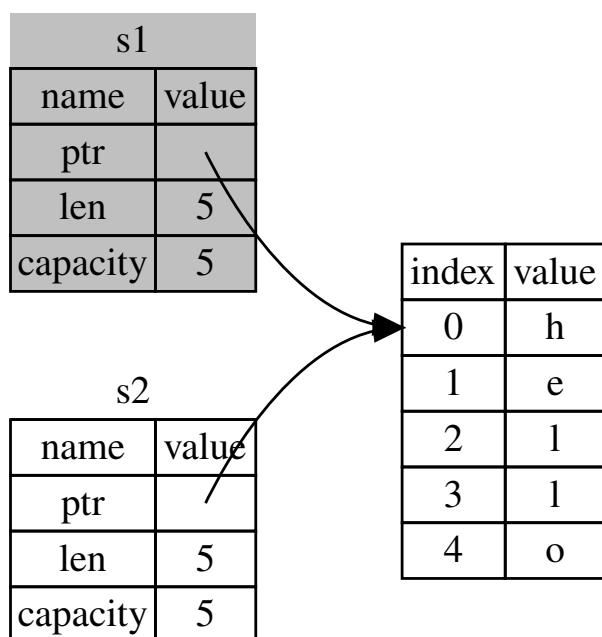 s1
name value
ptr
len 5
capacity 5
s2
name value
ptr
len 5
capacity 5
index value
0 h
1 e
2 l
3 l
4 o